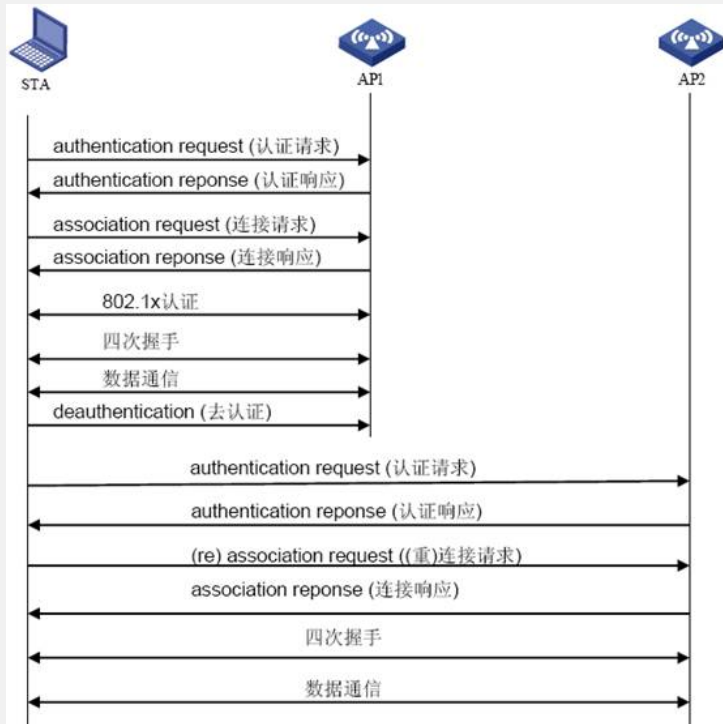 STA
AP1
AP2
authentication request (认证请求)
authentication reponse (认证响应)
association request (连接请求)
association reponse (连接响应)
802.1x认证
四次握手
数据通信
deauthentication (去认证)
authentication request (认证请求)
authentication reponse (认证响应)
(re) association request ((重)连接请求)
association reponse (连接响应)
四次握手
数据通信